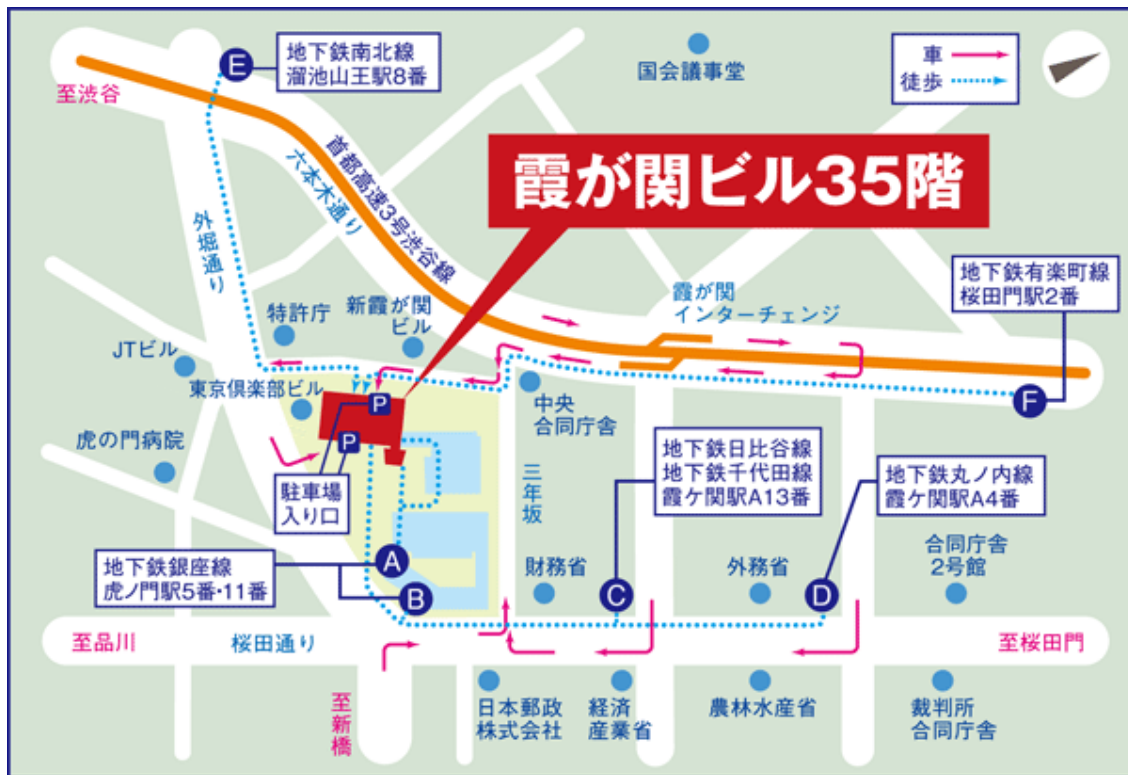 地下鉄南北線
溜池山王駅8番
E
国会議事堂
車
徒歩
至渋谷
首都高速3号渋谷線
六本木通り
霞が関ビル35階
外堀通り
地下鉄有楽町線
桜田門駅2番
霞が関
インターチェンジ
特許庁
新霞が関
ビル
JTビル
東京倶楽部ビル
P
P
中央
合同庁舎
F
虎の門病院
駐車場
入り口
三年坂
地下鉄日比谷線
地下鉄千代田線
霞ケ関駅A13番
地下鉄丸ノ内線
霞ケ関駅A4番
地下鉄銀座線
虎ノ門駅5番・11番
A
B
財務省
C
外務省
D
合同庁舎
2号館
至品川
桜田通り
至桜田門
至新橋
日本郵政
株式会社
経済
産業省
農林水産省
裁判所
合同庁舎